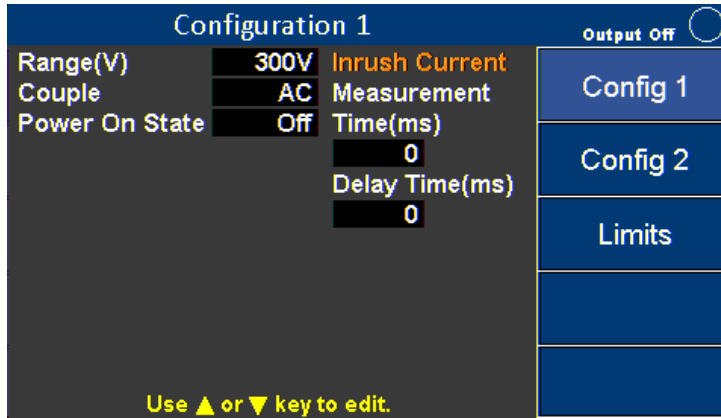 Configuration 1
Output Off
Range(V) 300V
Couple AC
Power On State Off
Inrush Current
Measurement
Time(ms)
0
Delay Time(ms)
0
Config 1
Config 2
Limits
Use ▲ or ▼ key to edit.